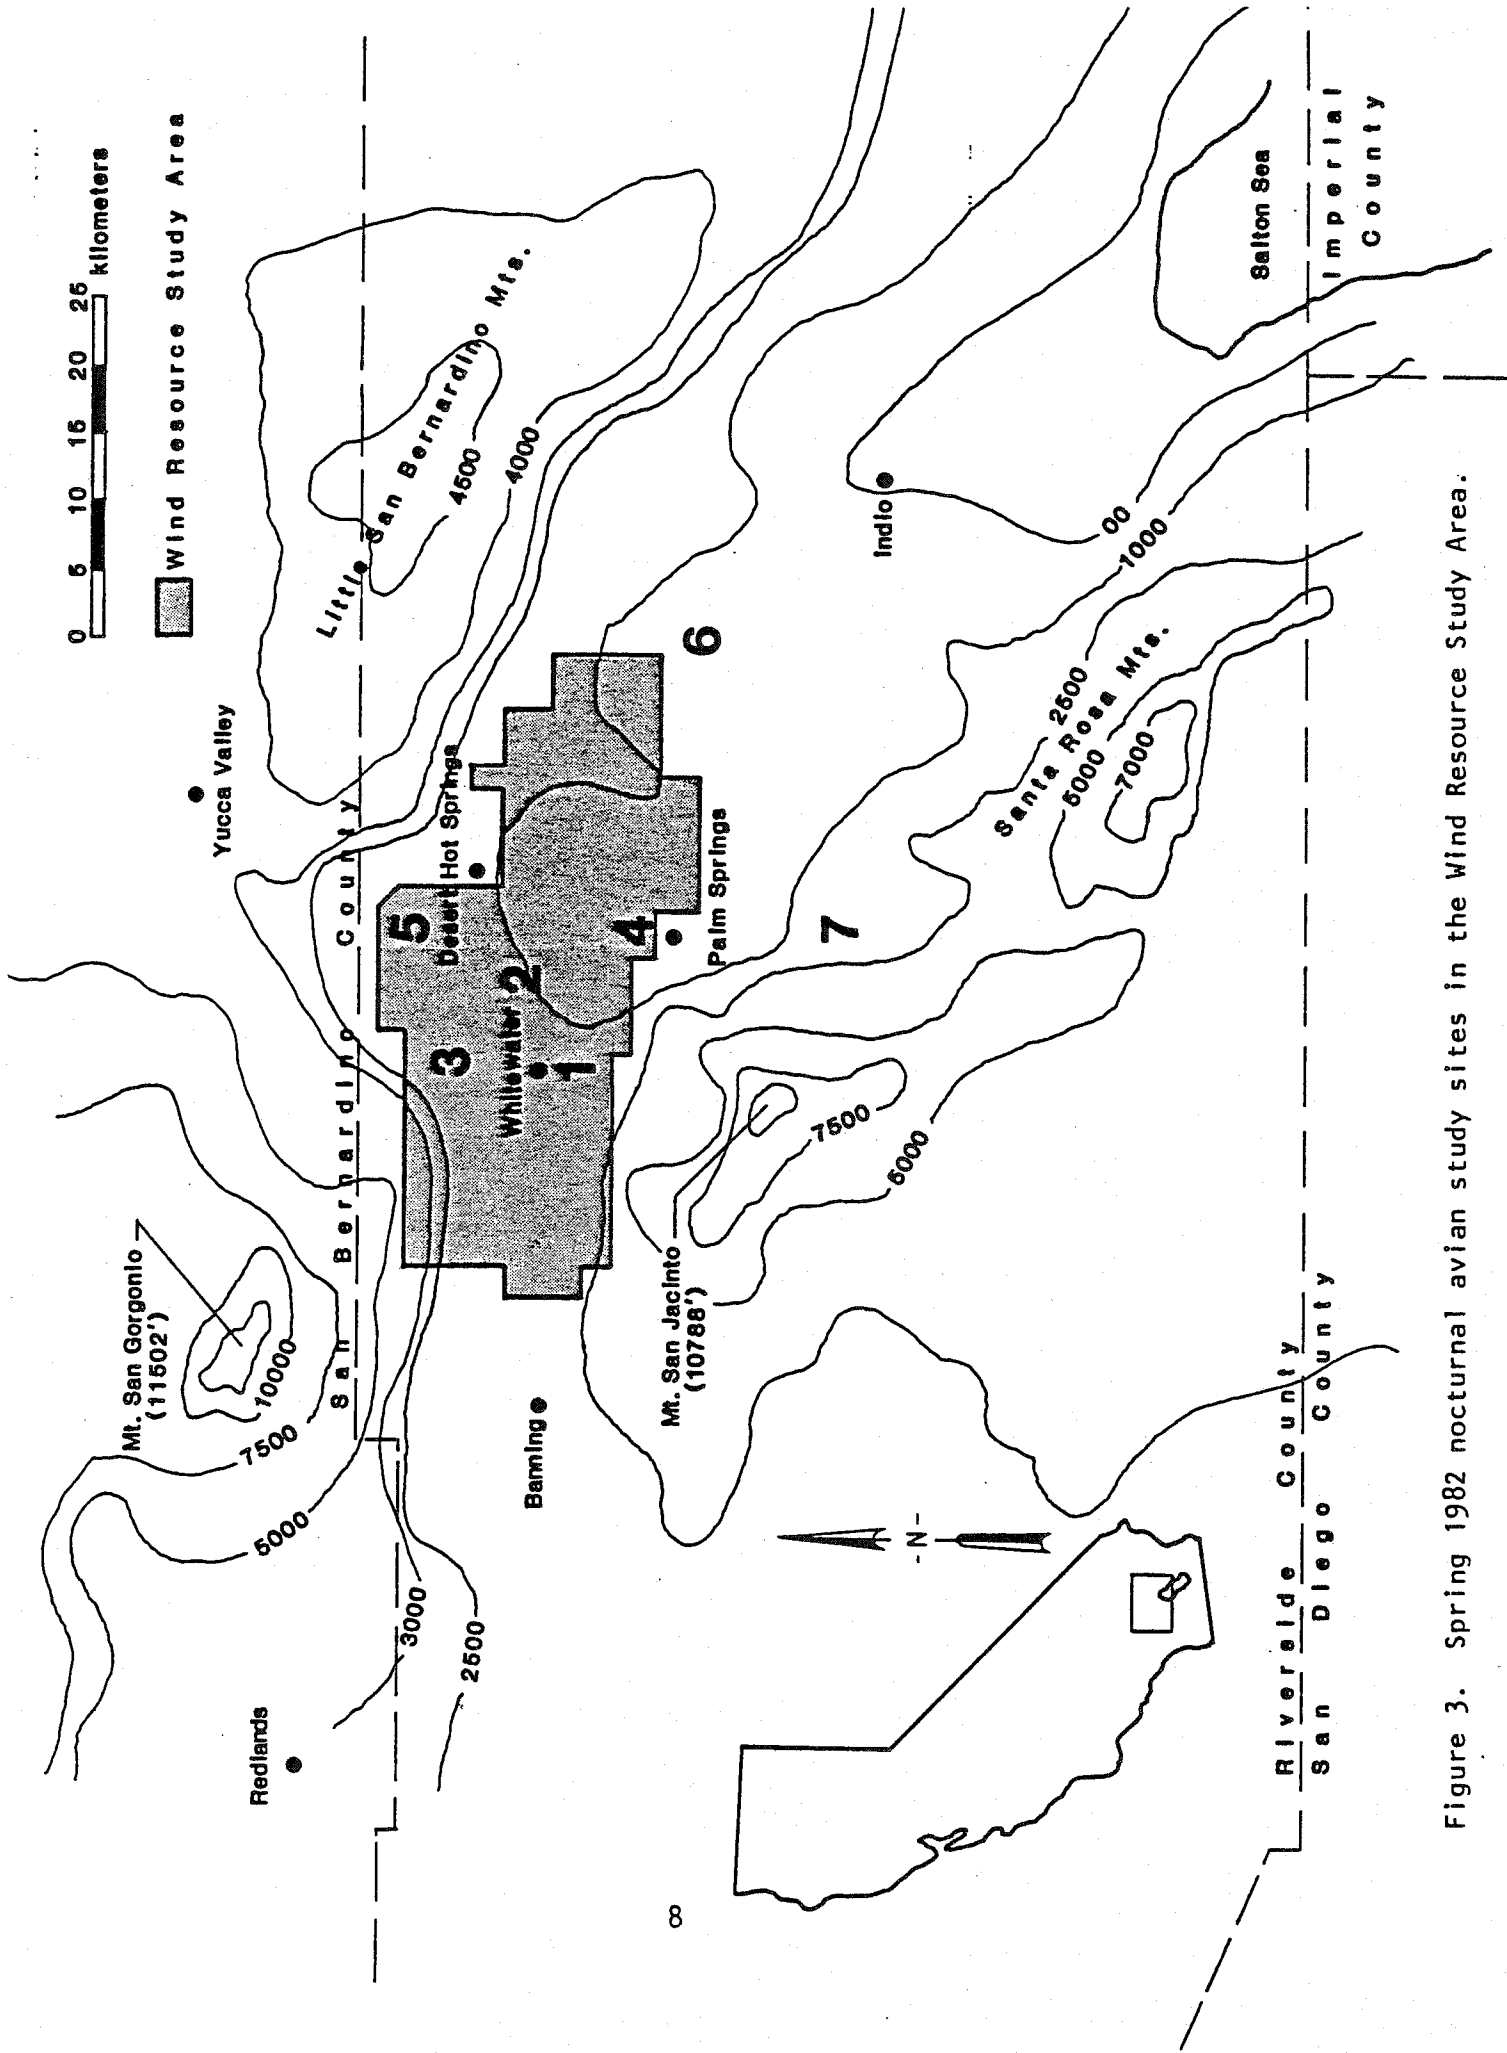 0 5 10 15 20 25 kilometers
Wind Resource Study Area
Yucca Valley
Little San Bernardino Mts.
4500
4000
Mt. San Gorgonio
(11502')
10000
7500
5000
San Bernardino County
Redlands
3000
2500
Banning
Desert Hot Springs
Whitewater
1
2
3
4
5
6
7
Palm Springs
Mt. San Jacinto
(10788')
7500
5000
Indio
00
1000
2500
Santa Rosa Mts.
5000
7000
Salton Sea
Imperial
County
-N-
Riverside County
San Diego County
Figure 3. Spring 1982 nocturnal avian study sites in the Wind Resource Study Area.
8